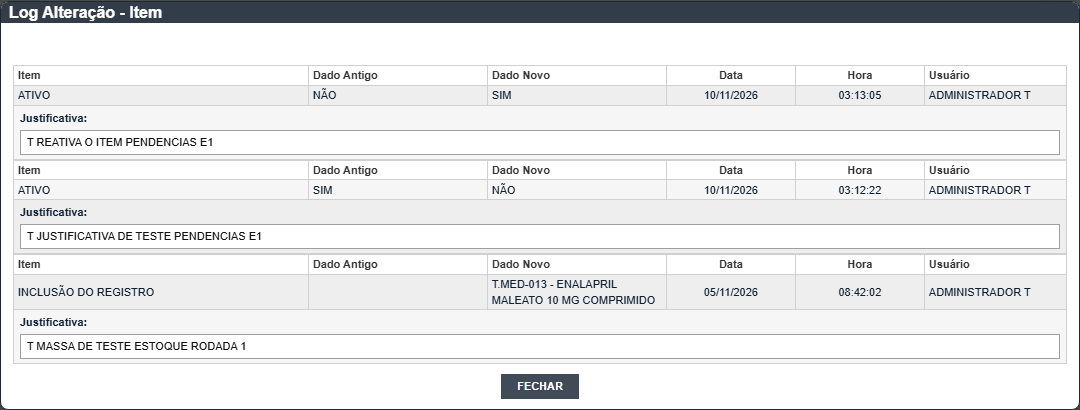 Log Alteração - Item
Item Dado Antigo Dado Novo Data Hora Usuário
ATIVO NÃO SIM 10/11/2026 03:13:05 ADMINISTRADOR T
Justificativa:
T REATIVA O ITEM PENDENCIAS E1
Item Dado Antigo Dado Novo Data Hora Usuário
ATIVO SIM NÃO 10/11/2026 03:12:22 ADMINISTRADOR T
Justificativa:
T JUSTIFICATIVA DE TESTE PENDENCIAS E1
Item Dado Antigo Dado Novo Data Hora Usuário
INCLUSÃO DO REGISTRO T.MED-013 - ENALAPRIL 05/11/2026 08:42:02 ADMINISTRADOR T
MALEATO 10 MG COMPRIMIDO
Justificativa:
T MASSA DE TESTE ESTOQUE RODADA 1
FECHAR